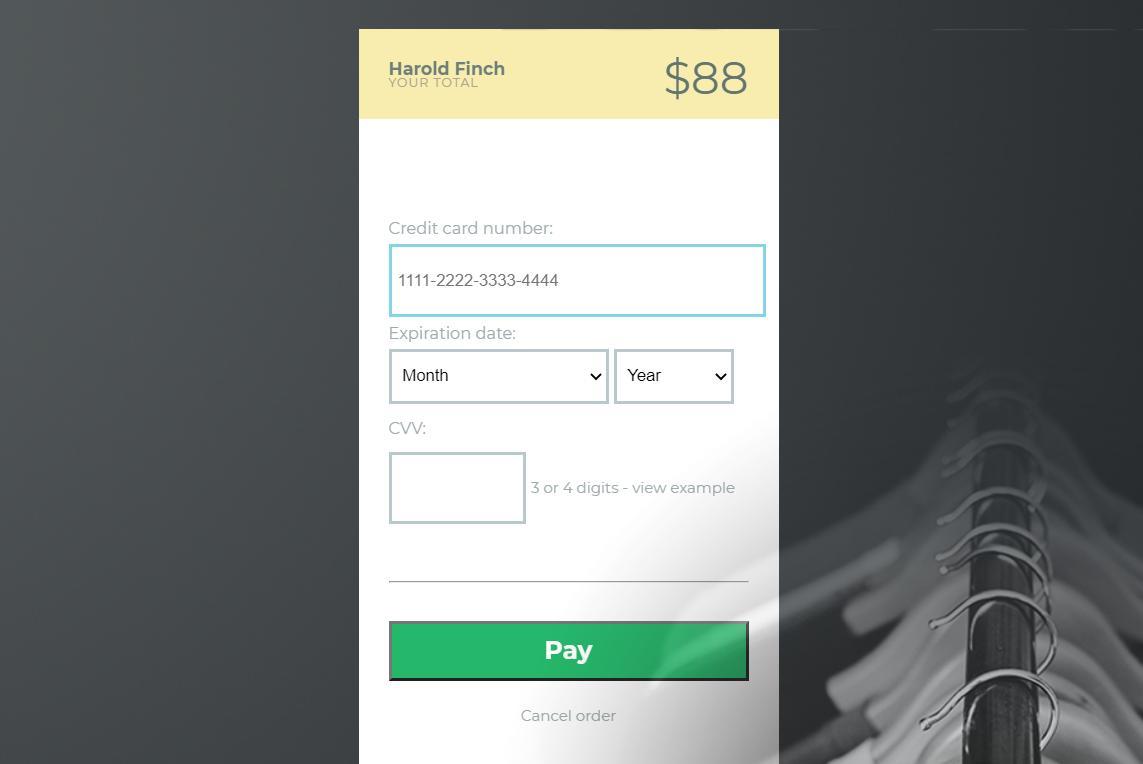 Harold Finch
YOUR TOTAL
$88
Credit card number:
1111-2222-3333-4444
Expiration date:
Month Year
CVV:
3 or 4 digits - view example
Pay
Cancel order